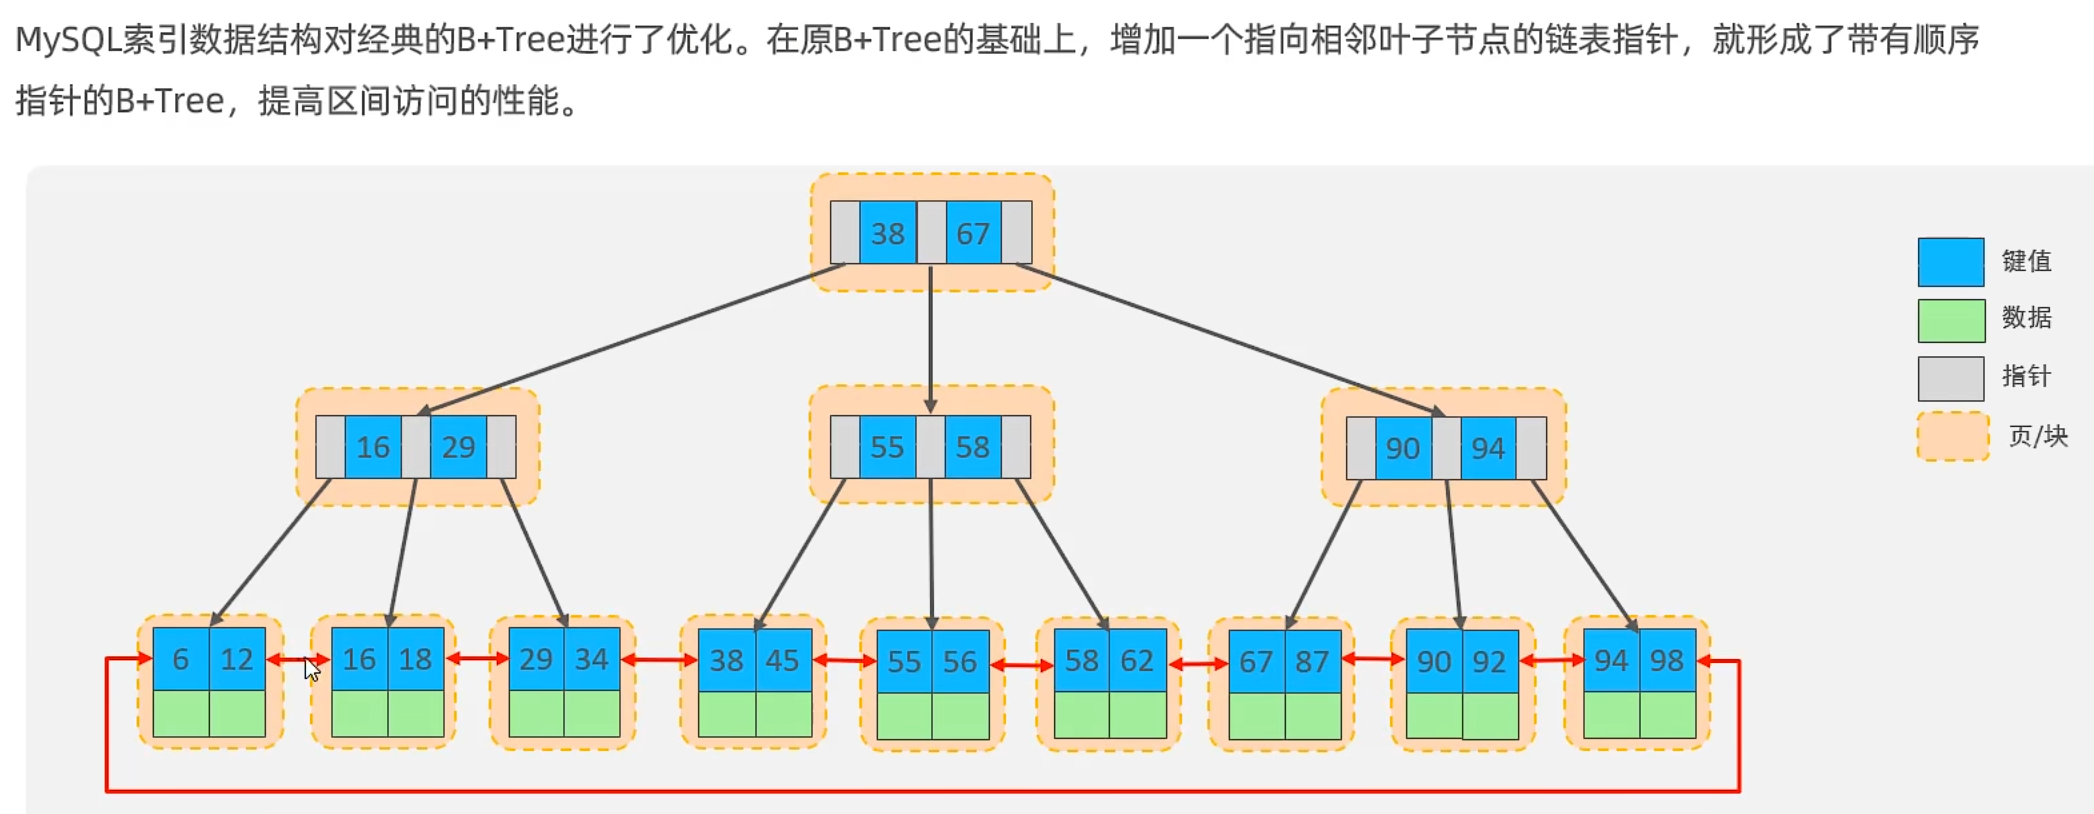 MySQL索引数据结构对经典的B+Tree进行了优化。在原B+Tree的基础上，增加一个指向相邻叶子节点的链表指针，就形成了带有顺序
指针的B+Tree，提高区间访问的性能。
38 67
键值
数据
指针
页/块
16 29
55 58
90 94
6 12 16 18 29 34 38 45 55 56 58 62 67 87 90 92 94 98